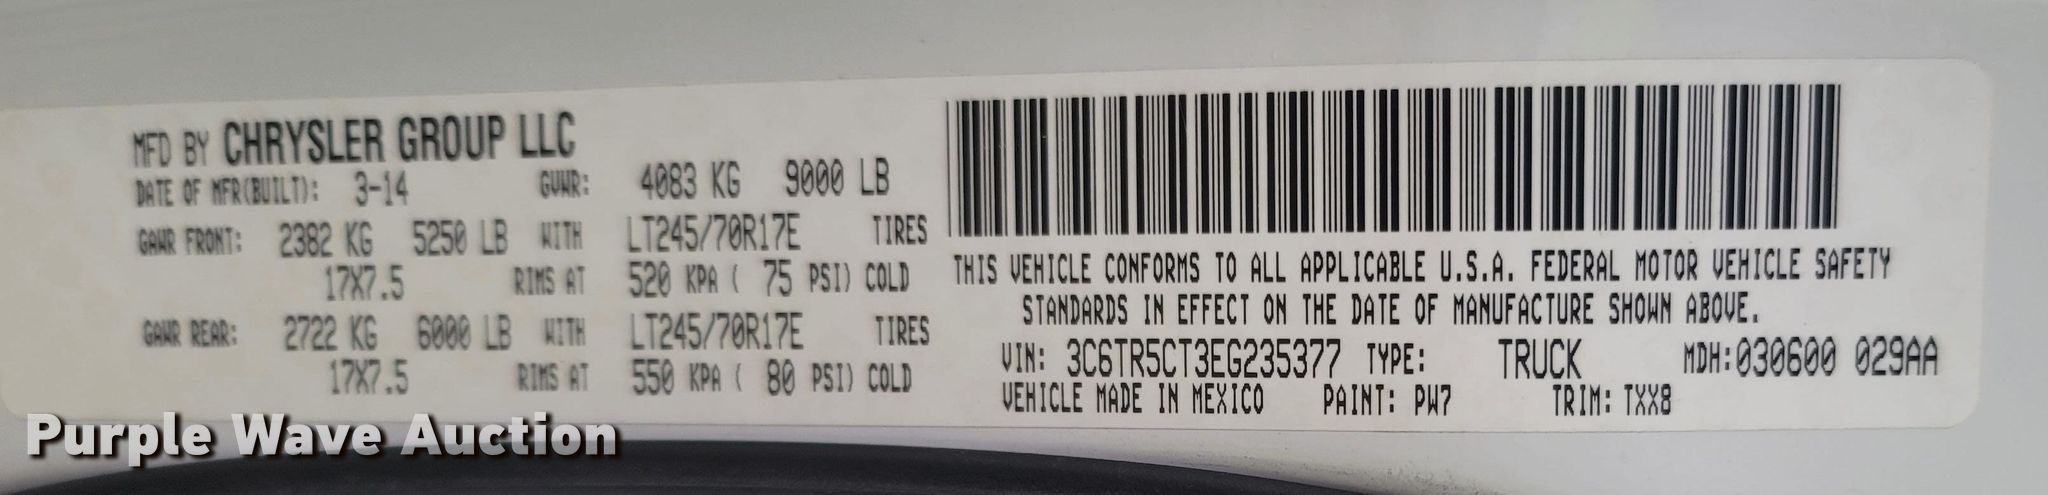 MFD BY CHRYSLER GROUP LLC
DATE OF MFR(BUILT): 3-14 GVWR: 4083 KG 9000 LB
GAWR FRONT: 2382 KG 5250 LB WITH LT245/70R17E TIRES
17X7.5 RIMS AT 520 KPA ( 75 PSI) COLD
GAWR REAR: 2722 KG 6000 LB WITH LT245/70R17E TIRES
17X7.5 RIMS AT 550 KPA ( 80 PSI) COLD
THIS VEHICLE CONFORMS TO ALL APPLICABLE U.S.A. FEDERAL MOTOR VEHICLE SAFETY
STANDARDS IN EFFECT ON THE DATE OF MANUFACTURE SHOWN ABOVE.
VIN: 3C6TR5CT3EG235377 TYPE: TRUCK MDH:030600 029AA
VEHICLE MADE IN MEXICO PAINT: PW7 TRIM: TXX8
Purple Wave Auction